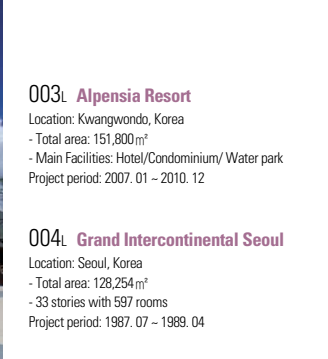 003L Alpensia Resort
Location: Kwangwondo, Korea
- Total area: 151,800㎡
- Main Facilities: Hotel/Condominium/ Water park
Project period: 2007. 01 ~ 2010. 12
004L Grand Intercontinental Seoul
Location: Seoul, Korea
- Total area: 128,254㎡
- 33 stories with 597 rooms
Project period: 1987. 07 ~ 1989. 04